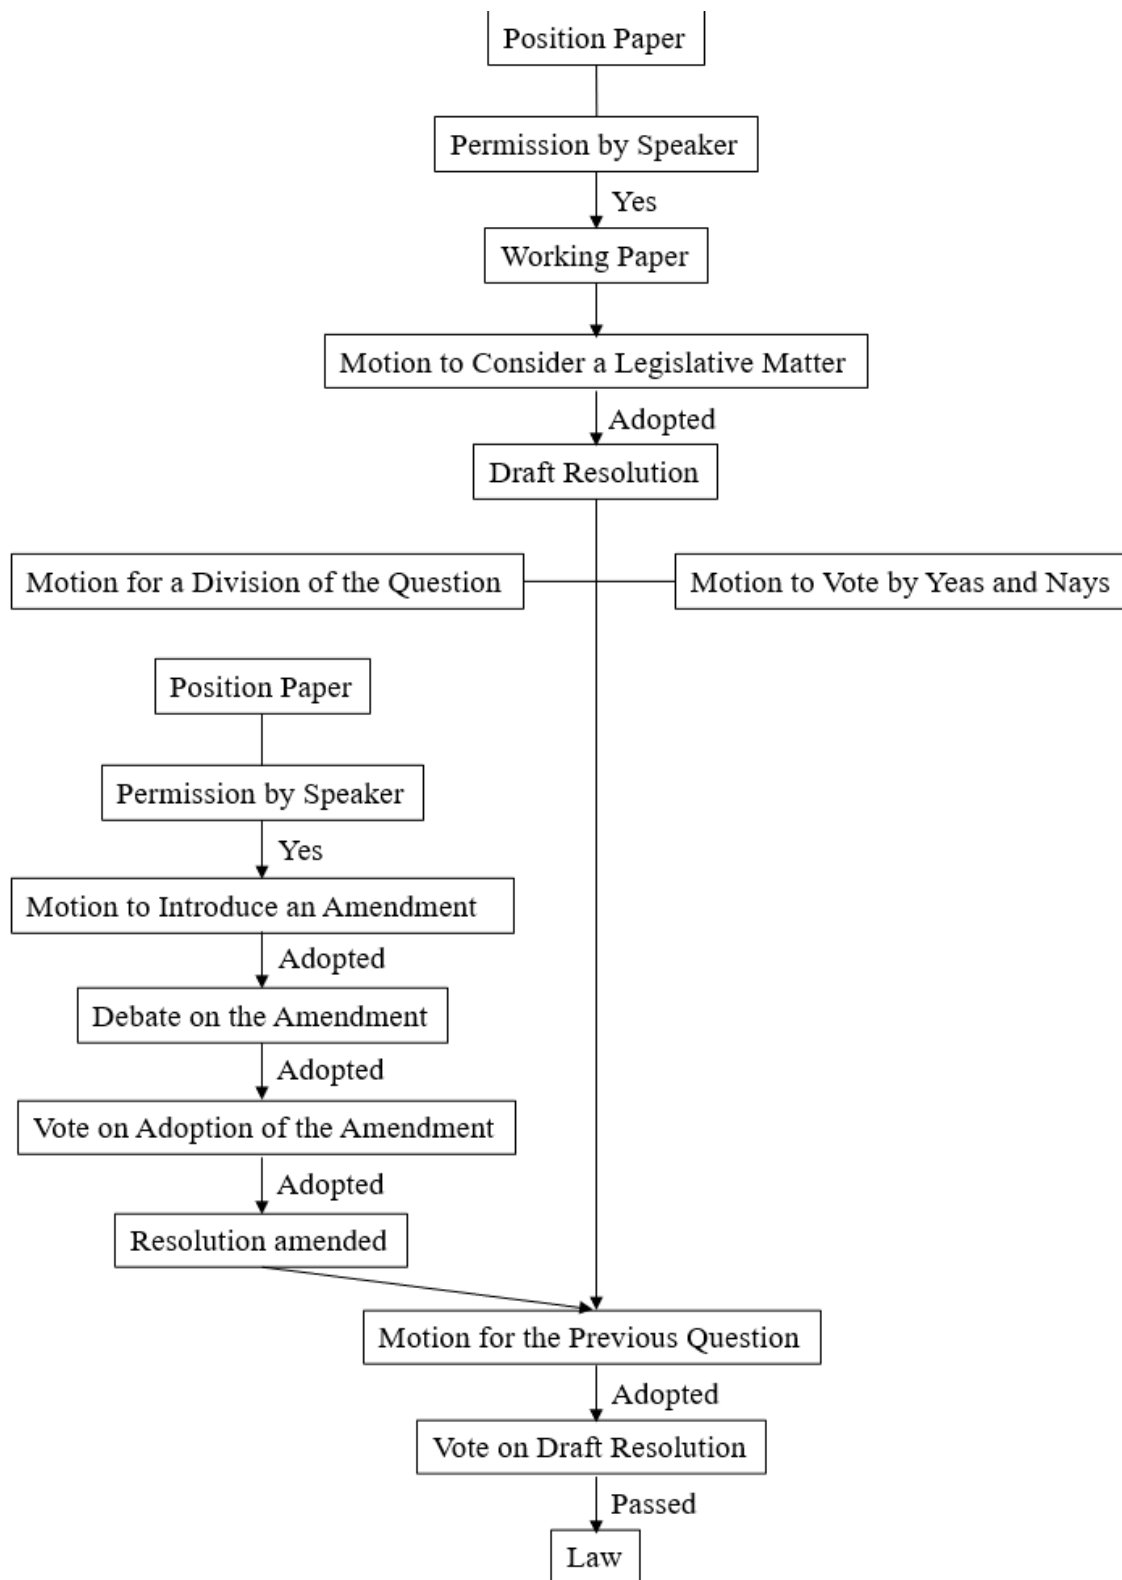 Position Paper
Permission by Speaker
Yes
Working Paper
Motion to Consider a Legislative Matter
Adopted
Draft Resolution
Motion for a Division of the Question
Motion to Vote by Yeas and Nays
Position Paper
Permission by Speaker
Yes
Motion to Introduce an Amendment
Adopted
Debate on the Amendment
Adopted
Vote on Adoption of the Amendment
Adopted
Resolution amended
Motion for the Previous Question
Adopted
Vote on Draft Resolution
Passed
Law